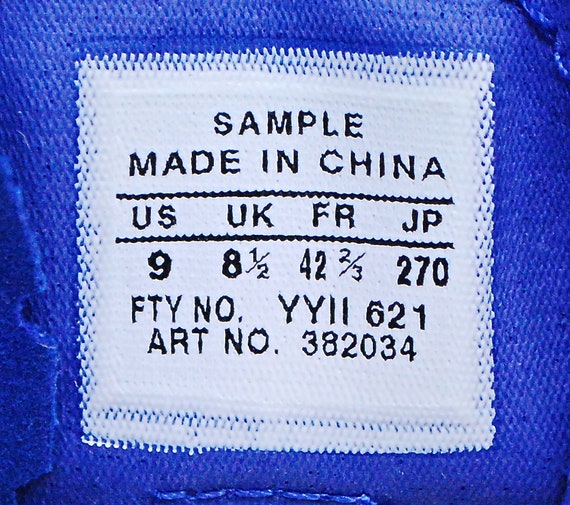 SAMPLE
MADE IN CHINA
US UK FR JP
9 8½ 42⅔ 270
FTY NO. YYII 621
ART NO. 382034